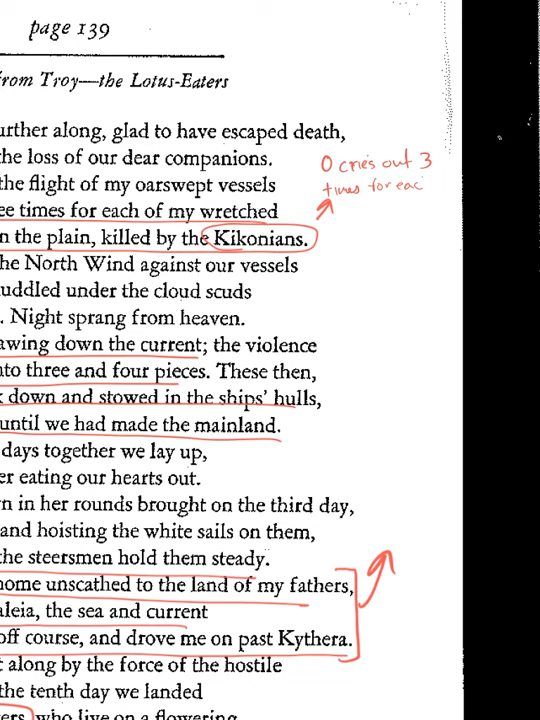 page 139
from Troy—the Lotus-Eaters
urther along, glad to have escaped death,
the loss of our dear companions.
the flight of my oarswept vessels
ee times for each of my wretched
n the plain, killed by the Kikonians.
O cries out 3
times for eac
he North Wind against our vessels
uddled under the cloud scuds
. Night sprang from heaven.
awing down the current; the violence
nto three and four pieces. These then,
down and stowed in the ships' hulls,
until we had made the mainland.
days together we lay up,
er eating our hearts out.
n in her rounds brought on the third day,
and hoisting the white sails on them,
the steersmen hold them steady.
home unscathed to the land of my fathers,
aleia, the sea and current
off course, and drove me on past Kythera.
t along by the force of the hostile
the tenth day we landed
ers, who live on a flowering